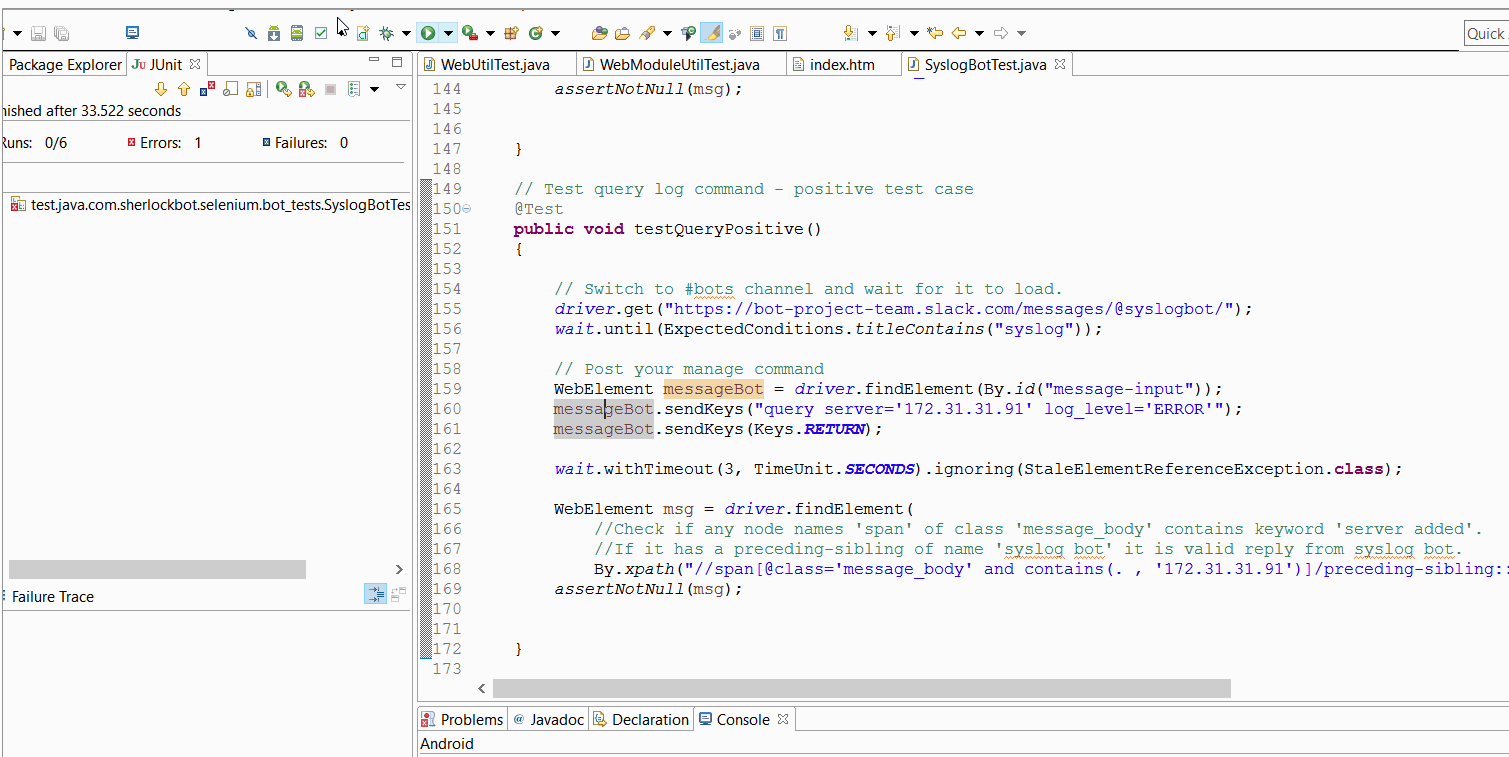 Quick
Package Explorer JUnit
WebUtilTest.java WebModuleUtilTest.java index.htm SyslogBotTest.java
ished after 33.522 seconds
Runs: 0/6 Errors: 1 Failures: 0
test.java.com.sherlockbot.selenium.bot_tests.SyslogBotTes
Failure Trace
144 assertNotNull(msg);
145
146
147 }
148
149 // Test query log command - positive test case
150 @Test
151 public void testQueryPositive()
152 {
153
154 // Switch to #bots channel and wait for it to load.
155 driver.get("https://bot-project-team.slack.com/messages/@syslogbot/");
156 wait.until(ExpectedConditions.titleContains("syslog"));
157
158 // Post your manage command
159 WebElement messageBot = driver.findElement(By.id("message-input"));
160 messageBot.sendKeys("query server='172.31.31.91' log_level='ERROR'");
161 messageBot.sendKeys(Keys.RETURN);
162
163 wait.withTimeout(3, TimeUnit.SECONDS).ignoring(StaleElementReferenceException.class);
164
165 WebElement msg = driver.findElement(
166 //Check if any node names 'span' of class 'message_body' contains keyword 'server added'.
167 //If it has a preceding-sibling of name 'syslog bot' it is valid reply from syslog bot.
168 By.xpath("//span[@class='message_body' and contains(. , '172.31.31.91')]/preceding-sibling::
169 assertNotNull(msg);
170
171
172 }
173
Problems Javadoc Declaration Console
Android